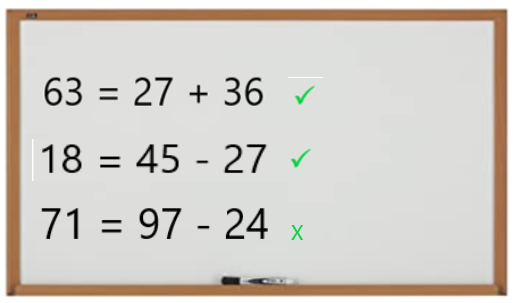 63 = 27 + 36 ✓
18 = 45 - 27 ✓
71 = 97 - 24 x